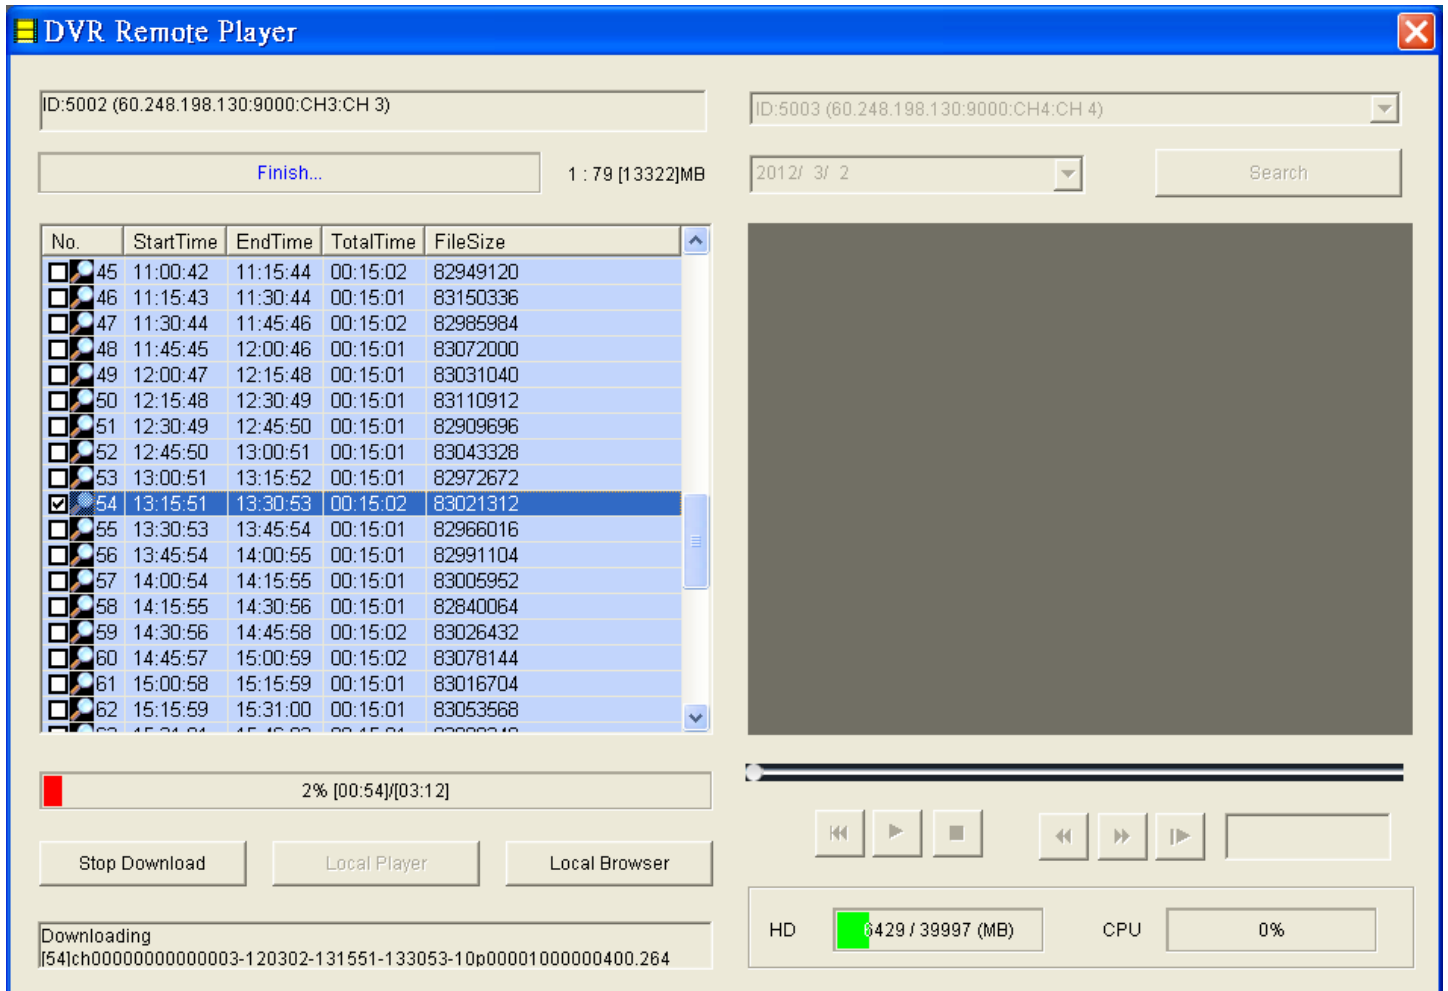 DVR Remote Player
ID:5002 (60.248.198.130:9000:CH3:CH 3)
Finish...
1 : 79 [13322]MB
No. StartTime EndTime TotalTime FileSize
45 11:00:42 11:15:44 00:15:02 82949120
46 11:15:43 11:30:44 00:15:01 83150336
47 11:30:44 11:45:46 00:15:02 82985984
48 11:45:45 12:00:46 00:15:01 83072000
49 12:00:47 12:15:48 00:15:01 83031040
50 12:15:48 12:30:49 00:15:01 83110912
51 12:30:49 12:45:50 00:15:01 82909696
52 12:45:50 13:00:51 00:15:01 83043328
53 13:00:51 13:15:52 00:15:01 82972672
54 13:15:51 13:30:53 00:15:02 83021312
55 13:30:53 13:45:54 00:15:01 82966016
56 13:45:54 14:00:55 00:15:01 82991104
57 14:00:54 14:15:55 00:15:01 83005952
58 14:15:55 14:30:56 00:15:01 82840064
59 14:30:56 14:45:58 00:15:02 83026432
60 14:45:57 15:00:59 00:15:02 83078144
61 15:00:58 15:15:59 00:15:01 83016704
62 15:15:59 15:31:00 00:15:01 83053568
2% [00:54]/[03:12]
Stop Download
Local Player
Local Browser
Downloading
[54]ch00000000000003-120302-131551-133053-10p00001000000400.264
ID:5003 (60.248.198.130:9000:CH4:CH 4)
2012/ 3/ 2
Search
HD
6429 / 39997 (MB)
CPU
0%